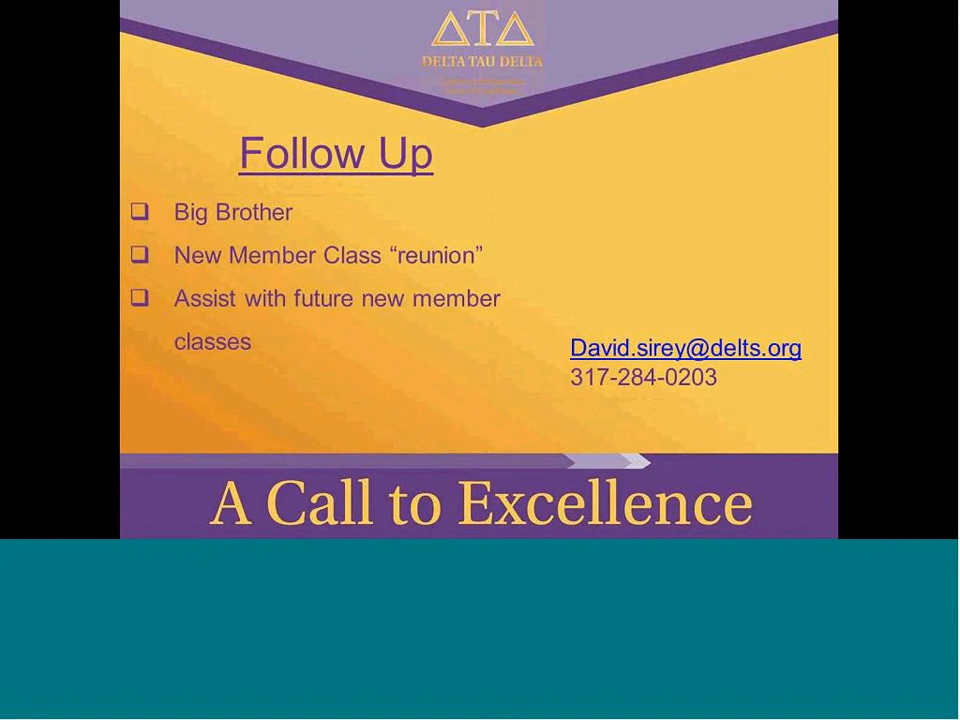 ΔΤΔ
DELTA TAU DELTA
Follow Up
Big Brother
New Member Class “reunion”
Assist with future new member
classes
David.sirey@delts.org
317-284-0203
A Call to Excellence